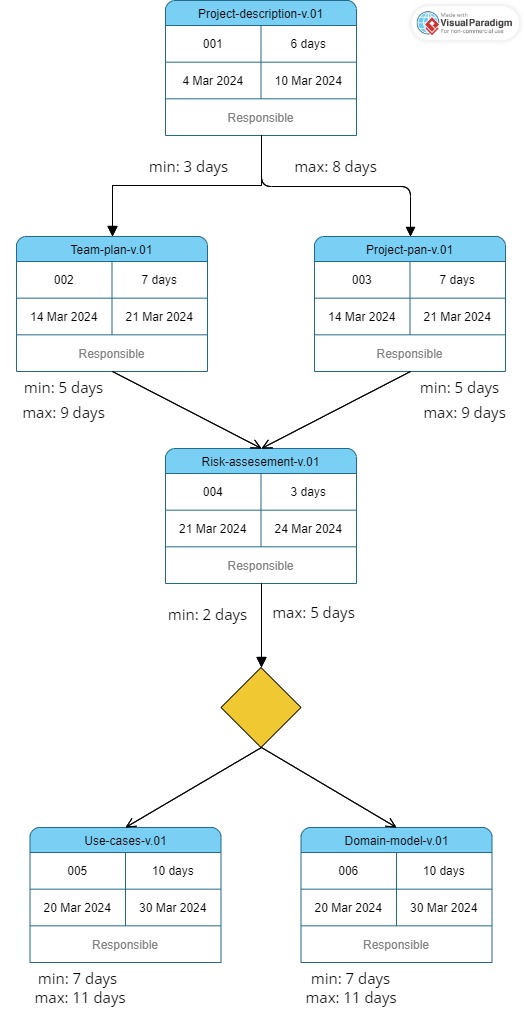 Project-description-v.01
Made with
VisualParadigm
For non-commercial use
001 6 days
4 Mar 2024 10 Mar 2024
Responsible
min: 3 days max: 8 days
Team-plan-v.01
002 7 days
14 Mar 2024 21 Mar 2024
Responsible
min: 5 days
max: 9 days
Project-pan-v.01
003 7 days
14 Mar 2024 21 Mar 2024
Responsible
min: 5 days
max: 9 days
Risk-assesement-v.01
004 3 days
21 Mar 2024 24 Mar 2024
Responsible
min: 2 days max: 5 days
Use-cases-v.01
005 10 days
20 Mar 2024 30 Mar 2024
Responsible
min: 7 days
max: 11 days
Domain-model-v.01
006 10 days
20 Mar 2024 30 Mar 2024
Responsible
min: 7 days
max: 11 days